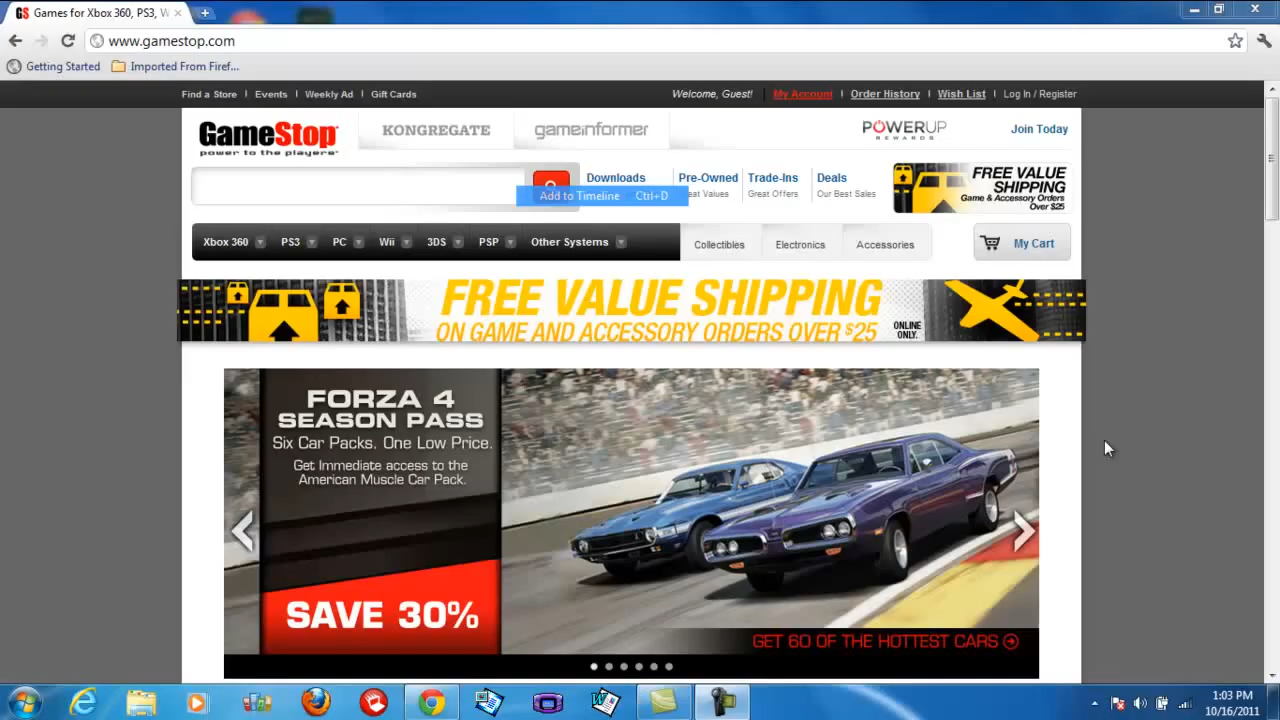 Games for Xbox 360, PS3, W
www.gamestop.com
Getting Started Imported From Firef...
Find a Store | Events | Weekly Ad | Gift Cards Welcome, Guest! | My Account | Order History | Wish List | Log In / Register
GameStop KONGREGATE gameinformer POWERUP REWARDS Join Today
power to the players
Downloads Pre-Owned Trade-Ins Deals
Great Offers Our Best Sales
Add to Timeline Ctrl+D
FREE VALUE
SHIPPING
Game & Accessory Orders
Over $25
Xbox 360 PS3 PC Wii 3DS PSP Other Systems Collectibles Electronics Accessories My Cart
FREE VALUE SHIPPING
ON GAME AND ACCESSORY ORDERS OVER $25
ONLINE
ONLY.
FORZA 4
SEASON PASS
Six Car Packs. One Low Price.
Get Immediate access to the
American Muscle Car Pack.
SAVE 30%
GET 60 OF THE HOTTEST CARS
1:03 PM
10/16/2011